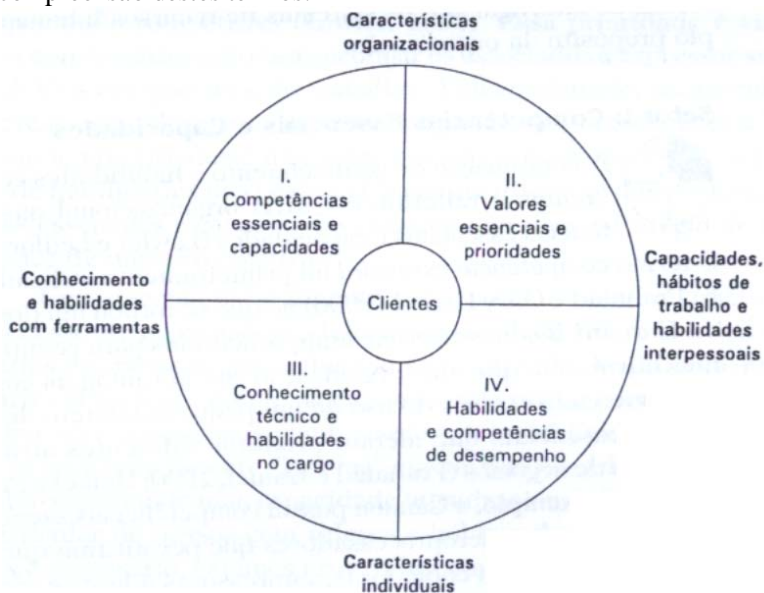 Características
organizacionais
I.
Competências
essenciais e
capacidades
II.
Valores
essenciais e
prioridades
Conhecimento
e habilidades
com ferramentas
Clientes
Capacidades,
hábitos de
trabalho e
habilidades
interpessoais
III.
Conhecimento
técnico e
habilidades
no cargo
IV.
Habilidades
e competências
de desempenho
Características
individuais